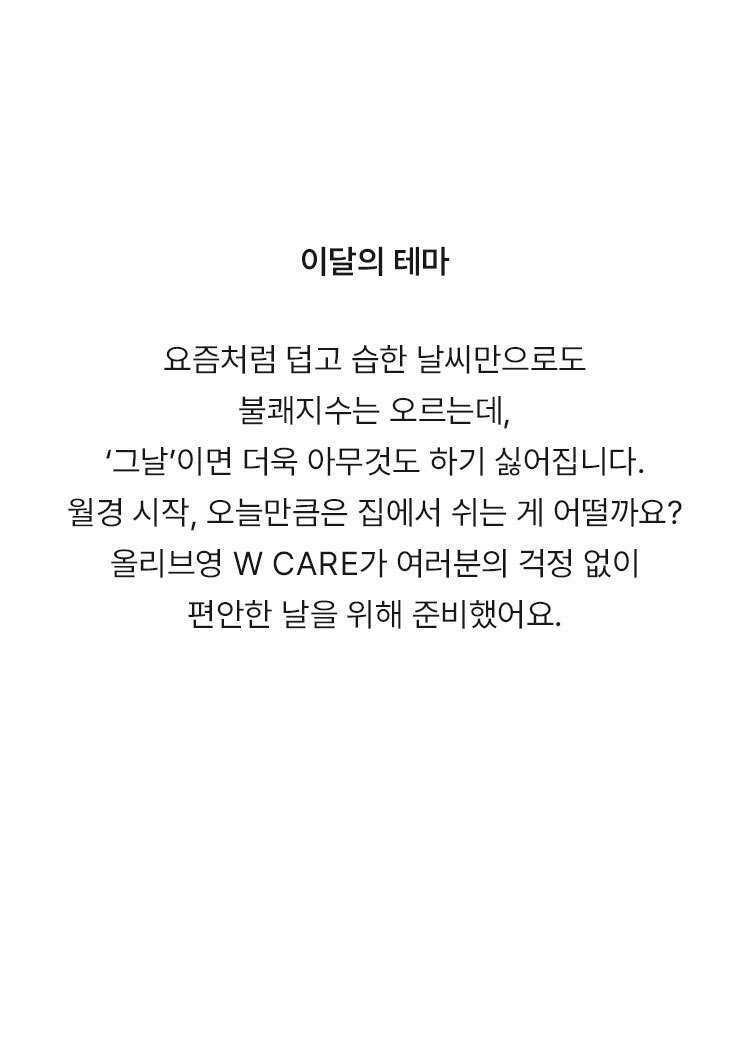 이달의 테마
요즘처럼 덥고 습한 날씨만으로도
불쾌지수는 오르는데,
‘그날’이면 더욱 아무것도 하기 싫어집니다.
월경 시작, 오늘만큼은 집에서 쉬는 게 어떨까요?
올리브영 W CARE가 여러분의 걱정 없이
편안한 날을 위해 준비했어요.